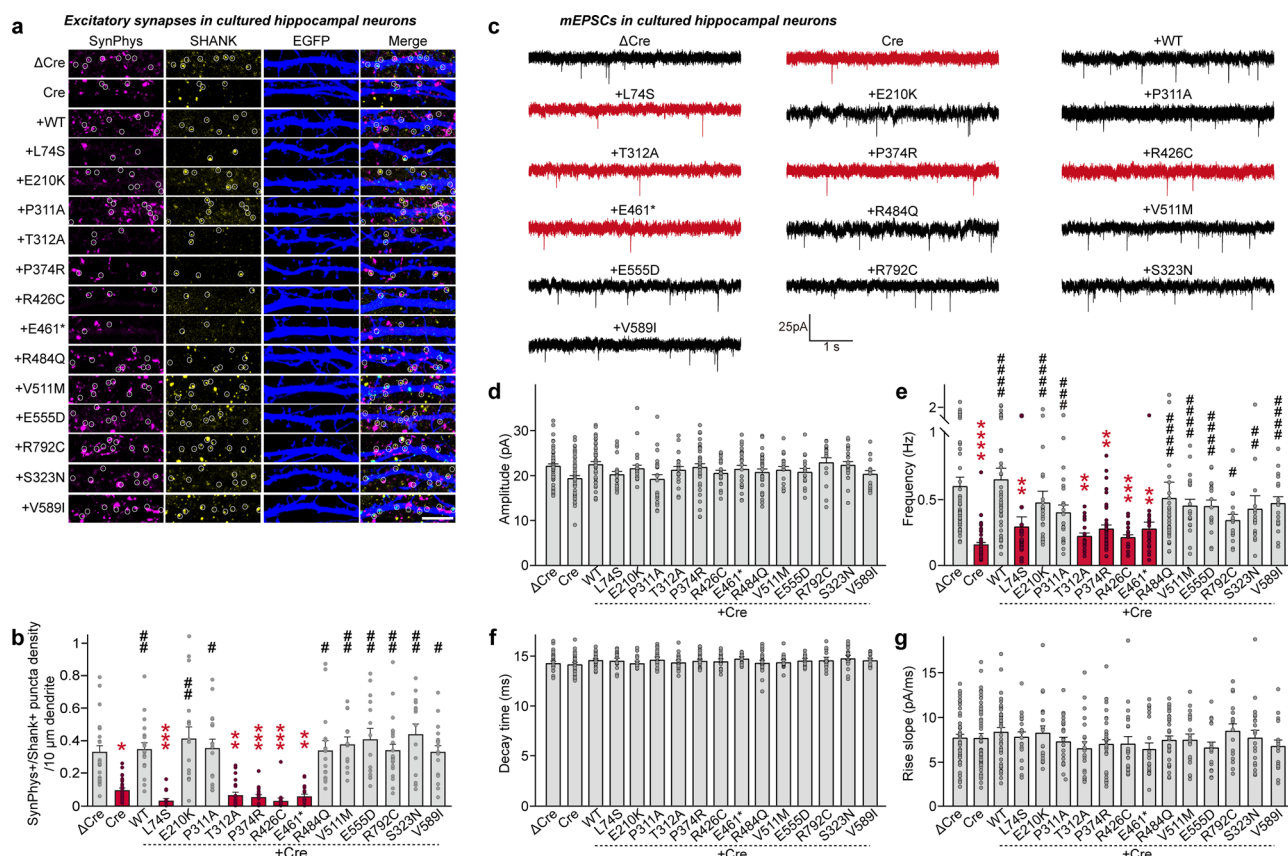 Excitatory synapses in cultured hippocampal neurons
a
SynPhys SHANK EGFP Merge
ΔCre
Cre
+WT
+L74S
+E210K
+P311A
+T312A
+P374R
+R426C
+E461*
+R484Q
+V511M
+E555D
+R792C
+S323N
+V589I
b
SynPhys+/Shank+ puncta density
/10 µm dendrite
1
0.8
0.6
0.4
0.2
0
## ## # # ## ## ## ## #
* *** ** *** *** **
ΔCre Cre WT L74S E210K P311A T312A P374R R426C E461* R484Q V511M E555D R792C S323N V589I
+Cre
mEPSCs in cultured hippocampal neurons
c
ΔCre Cre +WT
+L74S +E210K +P311A
+T312A +P374R +R426C
+E461* +R484Q +V511M
+E555D +R792C +S323N
+V589I
25pA
1 s
d
Amplitude (pA)
40
30
20
10
0
ΔCre Cre WT L74S E210K P311A T312A P374R R426C E461* R484Q V511M E555D R792C S323N V589I
+Cre
e
Frequency (Hz)
2
1
0.5
0
#### #### ### #### #### #### # ## ####
**** ** ** ** *** **
ΔCre Cre WT L74S E210K P311A T312A P374R R426C E461* R484Q V511M E555D R792C S323N V589I
+Cre
f
Decay time (ms)
20
15
10
5
0
ΔCre Cre WT L74S E210K P311A T312A P374R R426C E461* R484Q V511M E555D R792C S323N V589I
+Cre
g
Rise slope (pA/ms)
20
15
10
5
0
ΔCre Cre WT L74S E210K P311A T312A P374R R426C E461* R484Q V511M E555D R792C S323N V589I
+Cre